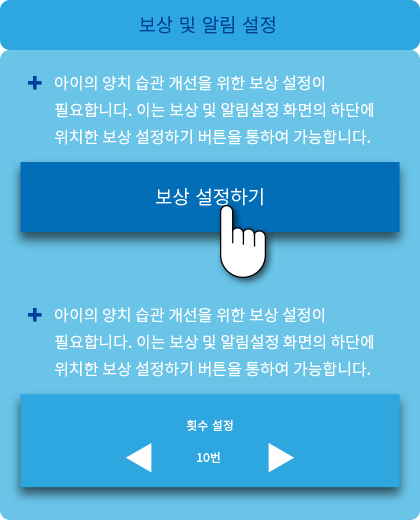 보상 및 알림 설정
아이의 양치 습관 개선을 위한 보상 설정이
필요합니다. 이는 보상 및 알림설정 화면의 하단에
위치한 보상 설정하기 버튼을 통하여 가능합니다.
보상 설정하기
아이의 양치 습관 개선을 위한 보상 설정이
필요합니다. 이는 보상 및 알림설정 화면의 하단에
위치한 보상 설정하기 버튼을 통하여 가능합니다.
횟수 설정
10번